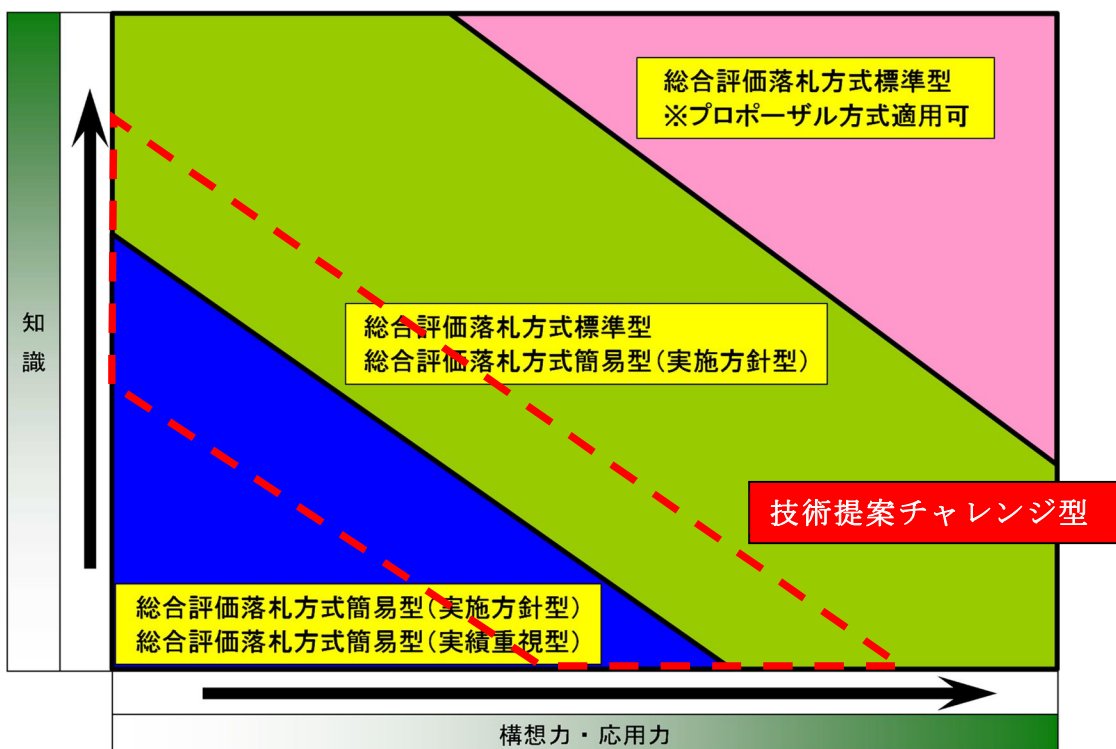 総合評価落札方式標準型
※プロポーザル方式適用可
知
識
総合評価落札方式標準型
総合評価落札方式簡易型(実施方針型)
技術提案チャレンジ型
総合評価落札方式簡易型(実施方針型)
総合評価落札方式簡易型(実績重視型)
構想力・応用力